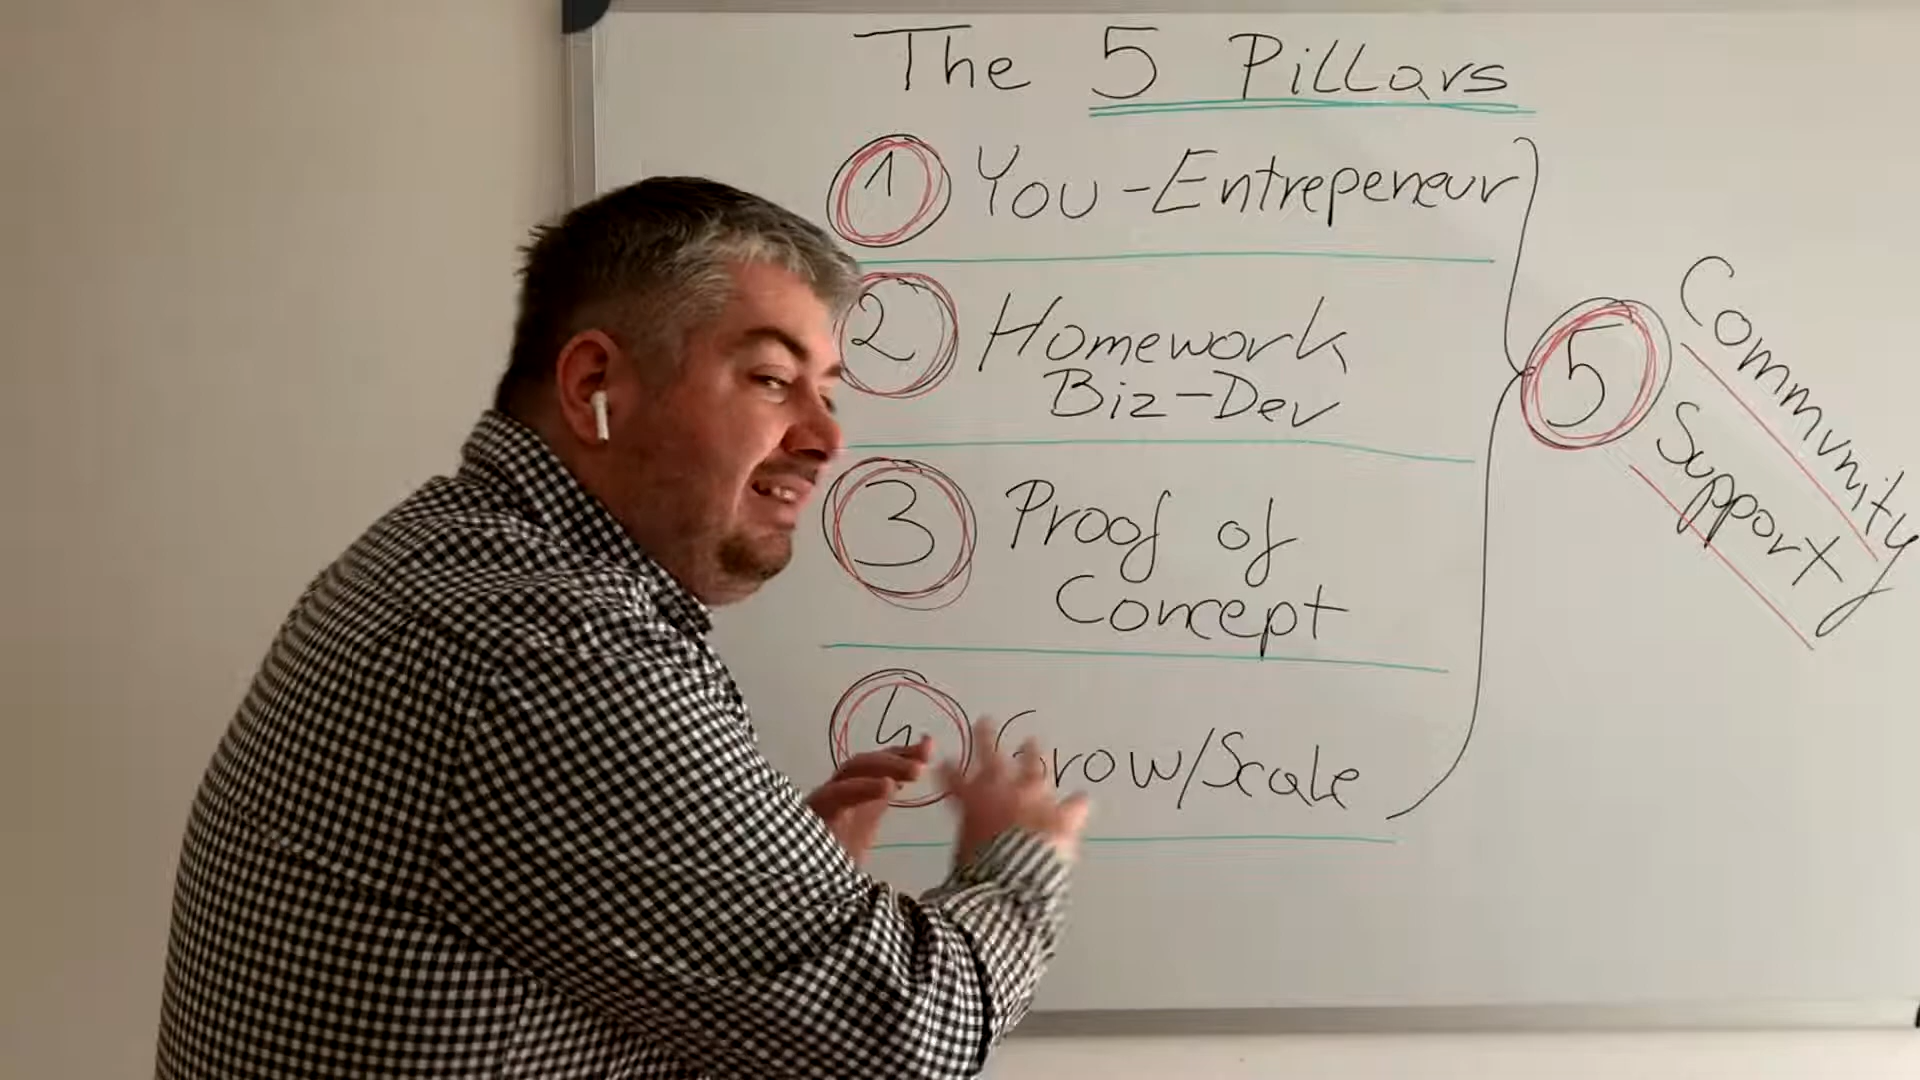 The 5 Pillars
1 You - Entrepeneur
2 Homework
Biz-Dev
3 Proof of
Concept
4 Grow/Scale
5 Community
Support